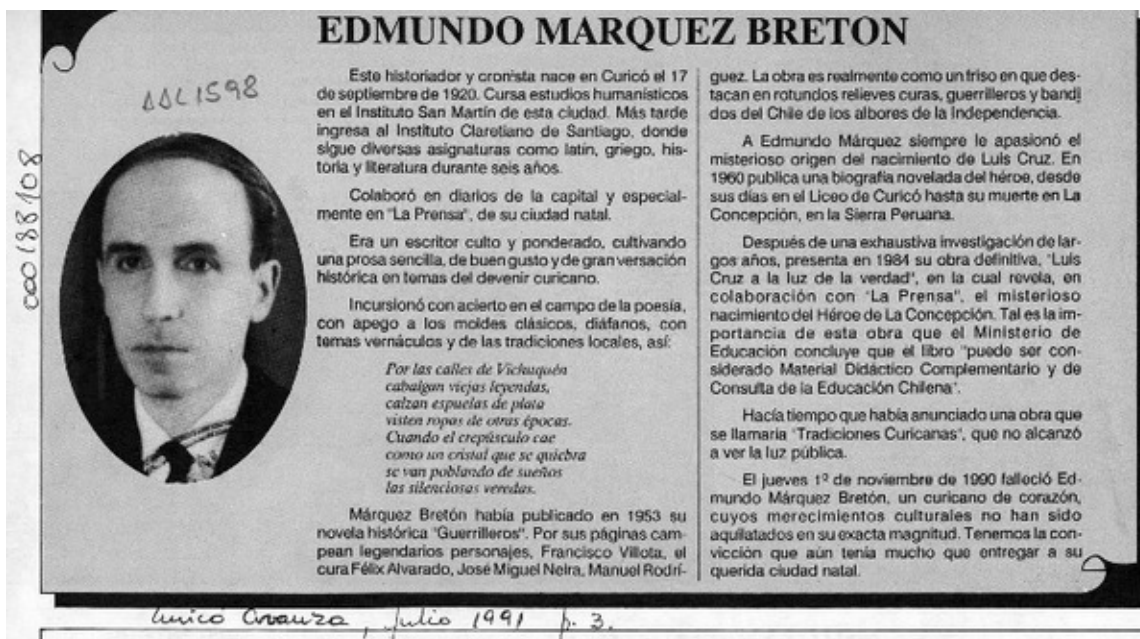 EDMUNDO MARQUEZ BRETON
AAL1598
000188108
Este historiador y cronista nace en Curicó el 17
de septiembre de 1920. Cursa estudios humanísticos
en el Instituto San Martín de esta ciudad. Más tarde
ingresa al Instituto Claretiano de Santiago, donde
sigue diversas asignaturas como latín, griego, his-
toria y literatura durante seis años.
Colaboró en diarios de la capital y especial-
mente en "La Prensa", de su ciudad natal.
Era un escritor culto y ponderado, cultivando
una prosa sencilla, de buen gusto y de gran versación
histórica en temas del devenir curicano.
Incursionó con acierto en el campo de la poesía,
con apego a los moldes clásicos, diáfanos, con
temas vernáculos y de las tradiciones locales, así:
Por las calles de Vichuquén
cabalgan viejas leyendas,
calzan espuelas de plata
visten ropas de otras épocas.
Cuando el crepúsculo cae
como un cristal que se quiebra
se van poblando de sueños
las silenciosas veredas.
Márquez Bretón había publicado en 1953 su
novela histórica "Guerrilleros". Por sus páginas cam-
pean legendarios personajes, Francisco Villota, el
cura Félix Alvarado, José Miguel Neira, Manuel Rodrí-
guez. La obra es realmente como un friso en que des-
tacan en rotundos relieves curas, guerrilleros y bandi
dos del Chile de los albores de la Independencia.
A Edmundo Márquez siempre le apasionó el
misterioso origen del nacimiento de Luis Cruz. En
1960 publica una biografía novelada del héroe, desde
sus días en el Liceo de Curicó hasta su muerte en La
Concepción, en la Sierra Peruana.
Después de una exhaustiva investigación de lar-
gos años, presenta en 1984 su obra definitiva, "Luis
Cruz a la luz de la verdad", en la cual revela, en
colaboración con "La Prensa", el misterioso
nacimiento del Héroe de La Concepción. Tal es la im-
portancia de esta obra que el Ministerio de
Educación concluye que el libro "puede ser con-
siderado Material Didáctico Complementario y de
Consulta de la Educación Chilena".
Hacía tiempo que había anunciado una obra que
se llamaría "Tradiciones Curicanas", que no alcanzó
a ver la luz pública.
El jueves 1º de noviembre de 1990 falleció Ed-
mundo Márquez Bretón, un curicano de corazón,
cuyos merecimientos culturales no han sido
aquilatados en su exacta magnitud. Tenemos la con-
vicción que aún tenía mucho que entregar a su
querida ciudad natal.
Curicó Avanza, julio 1991 p. 3.